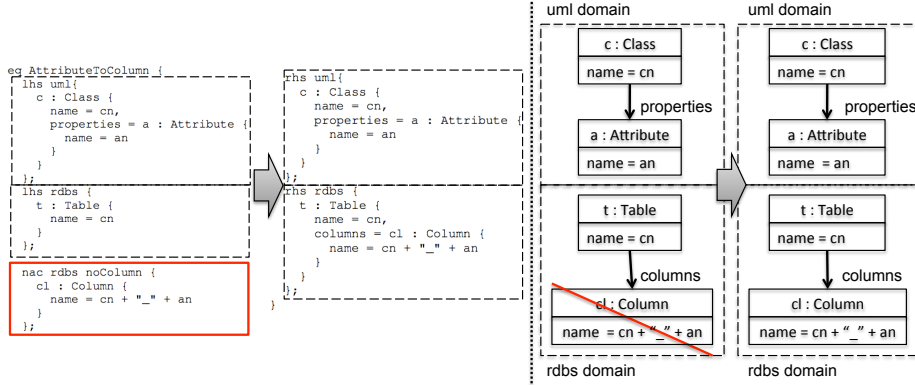 eq AttributeToColumn {
lhs uml{
c : Class {
name = cn,
properties = a : Attribute {
name = an
}
}
};
lhs rdbs {
t : Table {
name = cn
}
};
nac rdbs noColumn {
cl : Column {
name = cn + "_" + an
}
};
rhs uml{
c : Class {
name = cn,
properties = a : Attribute {
name = an
}
}
};
rhs rdbs {
t : Table {
name = cn,
columns = cl : Column {
name = cn + "_" + an
}
}
};
}
uml domain
c : Class
name = cn
properties
a : Attribute
name = an
t : Table
name = cn
columns
cl : Column
name = cn + “_” + an
rdbs domain
uml domain
c : Class
name = cn
properties
a : Attribute
name = an
t : Table
name = cn
columns
cl : Column
name = cn + “_” + an
rdbs domain